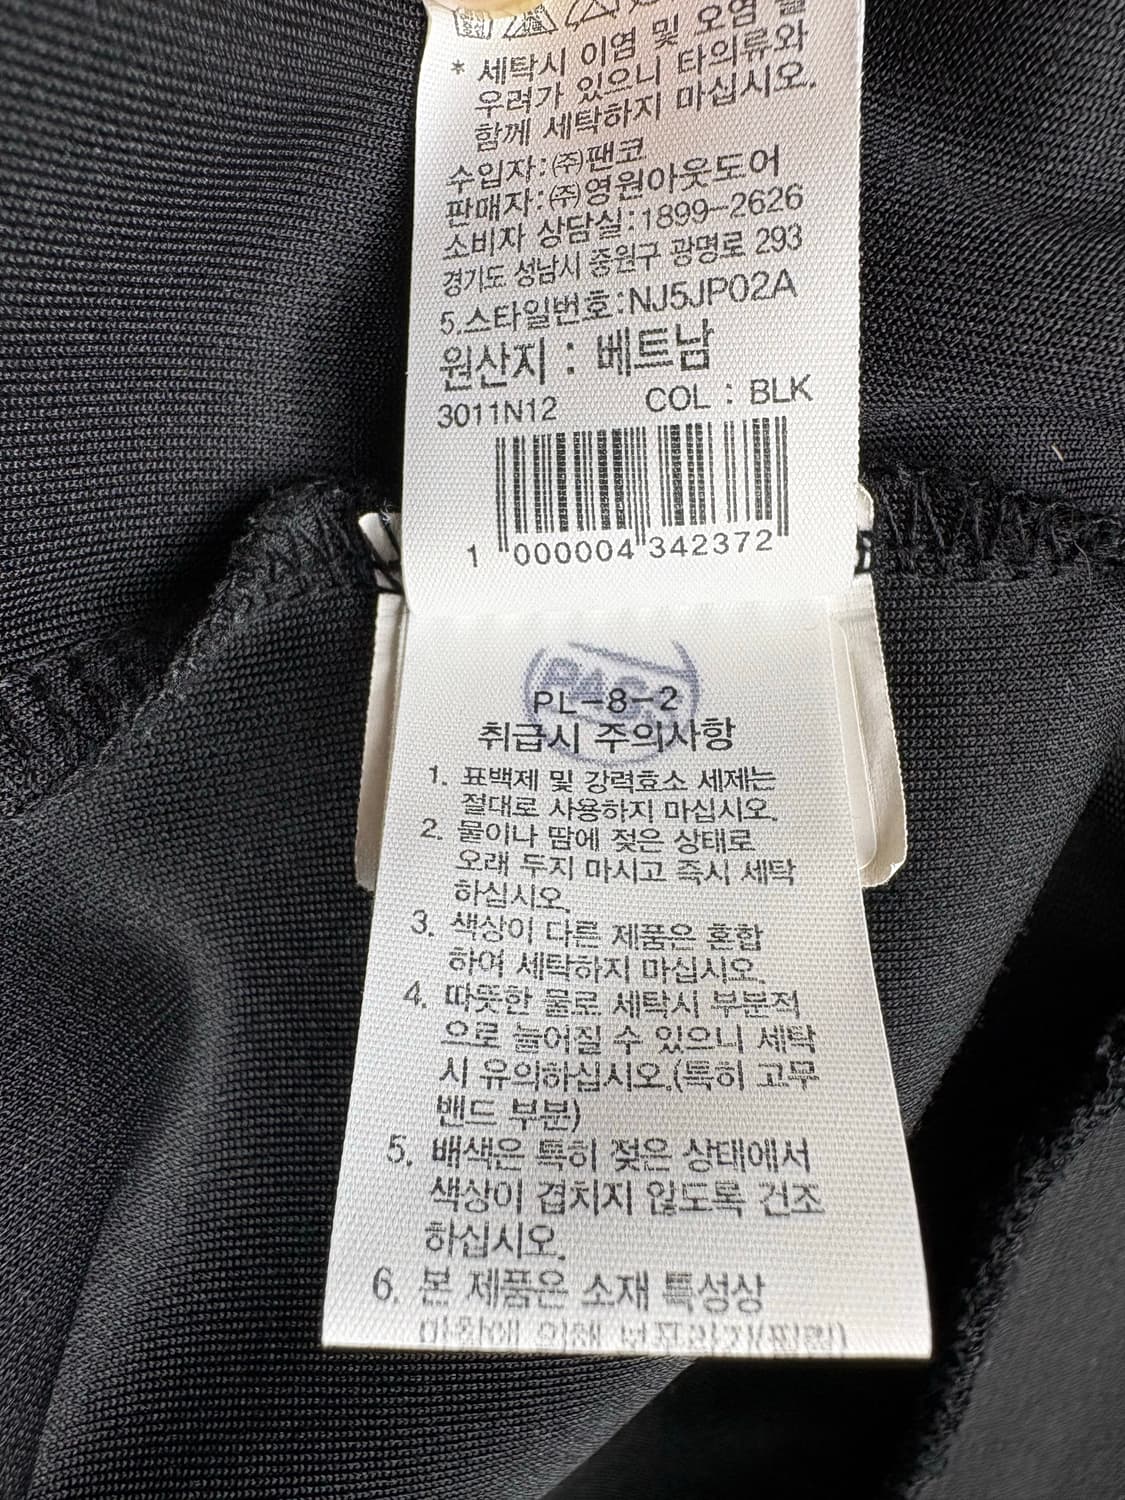 * 세탁시 이염 및 오염
우려가 있으니 타의류와
함께 세탁하지 마십시오.
수입자:㈜팬코
판매자:㈜영원아웃도어
소비자 상담실:1899-2626
경기도 성남시 중원구 광명로 293
5.스타일번호:NJ5JP02A
원산지 : 베트남
3011N12 COL : BLK
1 000004 342372
PL-8-2
취급시 주의사항
1. 표백제 및 강력효소 세제는
절대로 사용하지 마십시오.
2. 물이나 땀에 젖은 상태로
오래 두지 마시고 즉시 세탁
하십시오.
3. 색상이 다른 제품은 혼합
하여 세탁하지 마십시오.
4. 따뜻한 물로 세탁시 부분적
으로 늘어질 수 있으니 세탁
시 유의하십시오.(특히 고무
밴드 부분)
5. 배색은 특히 젖은 상태에서
색상이 겹치지 않도록 건조
하십시오.
6. 본 제품은 소재 특성상
마찰에 의해 보푸라기(필링)